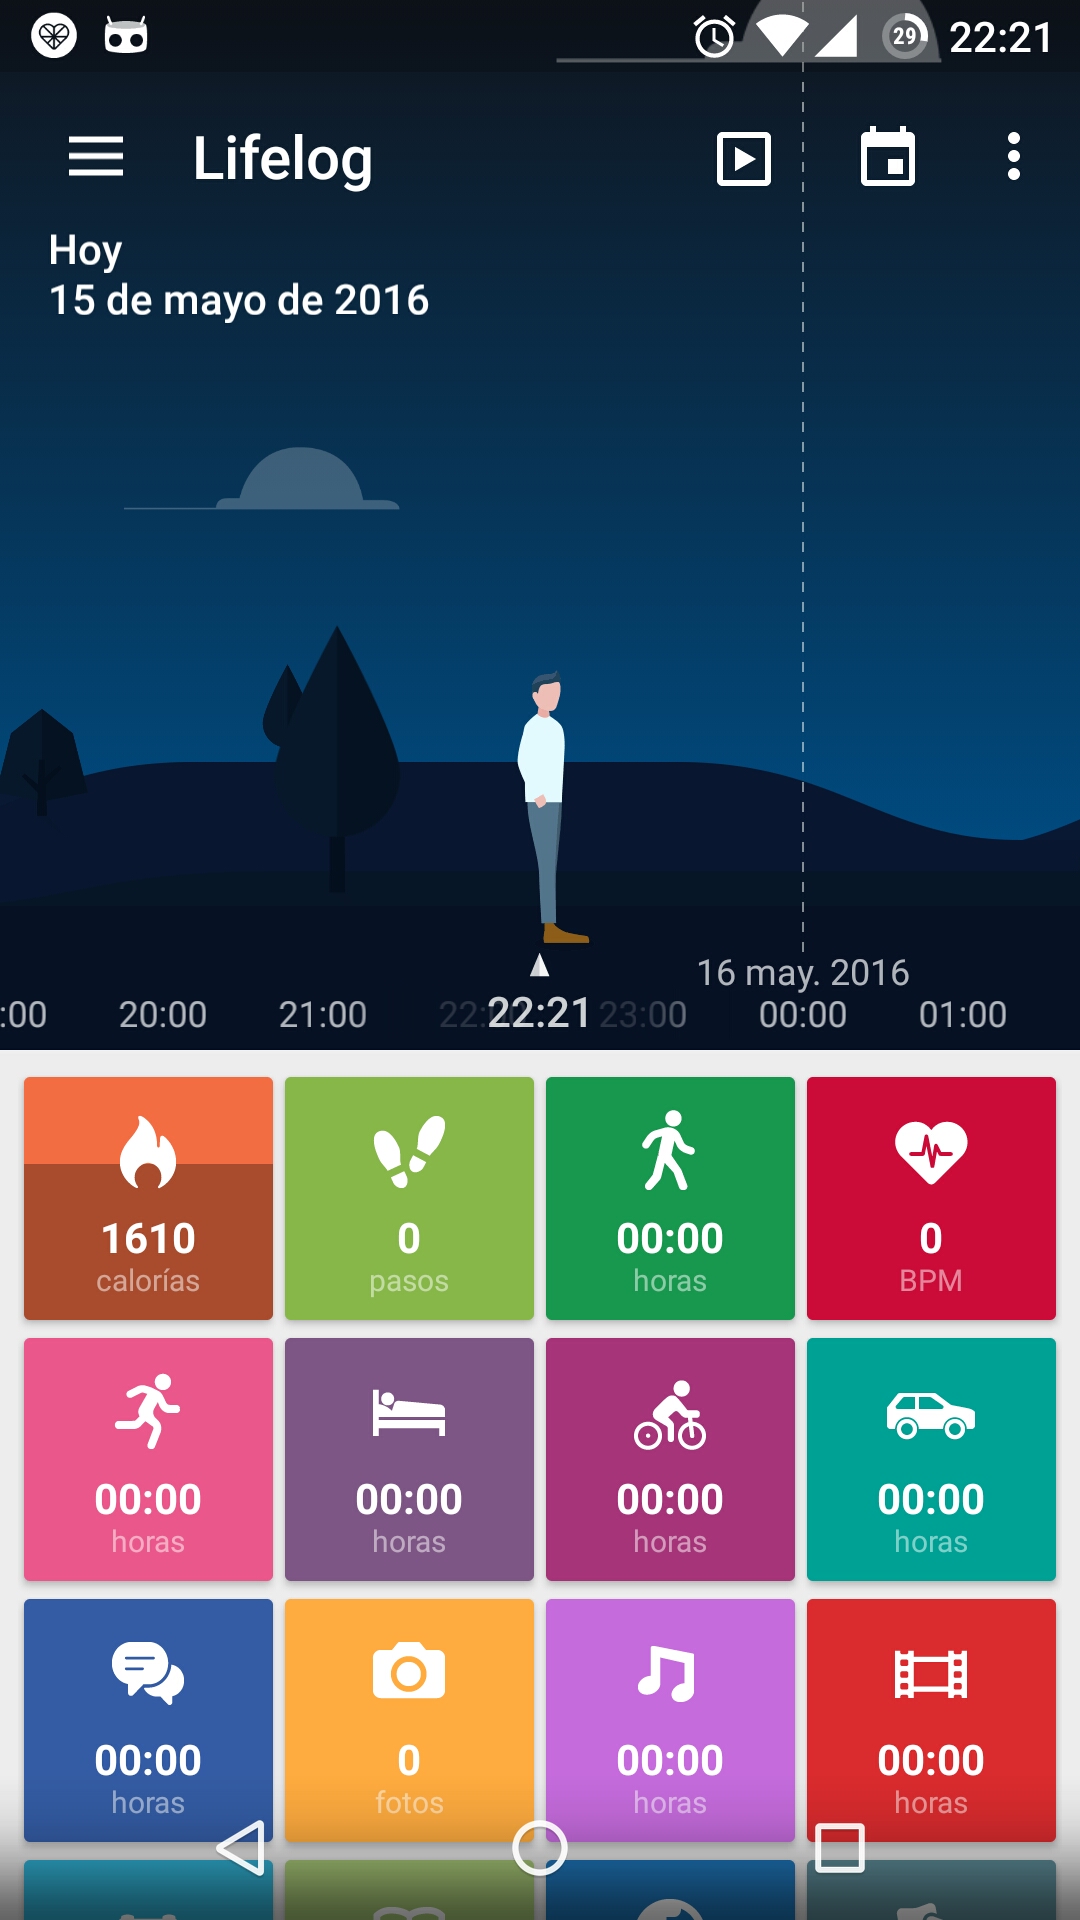 29 22:21
Lifelog
Hoy
15 de mayo de 2016
16 may. 2016
:00 20:00 21:00 22:00 22:21 23:00 00:00 01:00
1610 0 00:00 0
calorías pasos horas BPM
00:00 00:00 00:00 00:00
horas horas horas horas
00:00 0 00:00 00:00
horas fotos horas horas